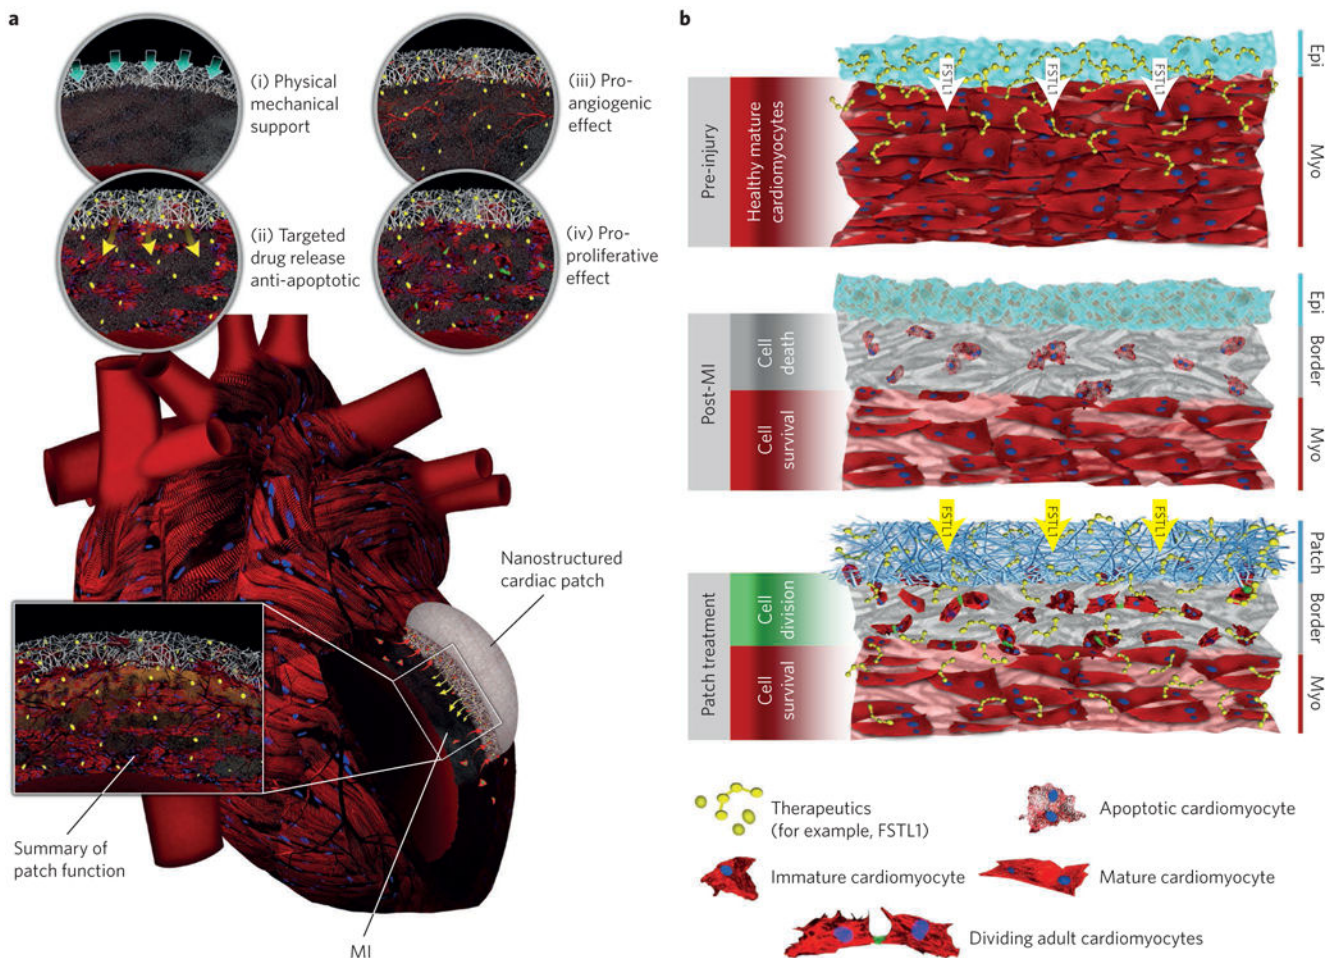 a
(i) Physical
mechanical
support
(iii) Pro-
angiogenic
effect
(ii) Targeted
drug release
anti-apoptotic
(iv) Pro-
proliferative
effect
Nanostructured
cardiac patch
Summary of
patch function
MI
b
Pre-injury
Healthy mature
cardiomyocytes
FSTL1
FSTL1
FSTL1
Epi
Myo
Post-MI
Cell
death
Cell
survival
Epi
Border
Myo
Patch treatment
Cell
division
Cell
survival
FSTL1
FSTL1
FSTL1
Patch
Border
Myo
Therapeutics
(for example, FSTL1)
Apoptotic cardiomyocyte
Immature cardiomyocyte
Mature cardiomyocyte
Dividing adult cardiomyocytes